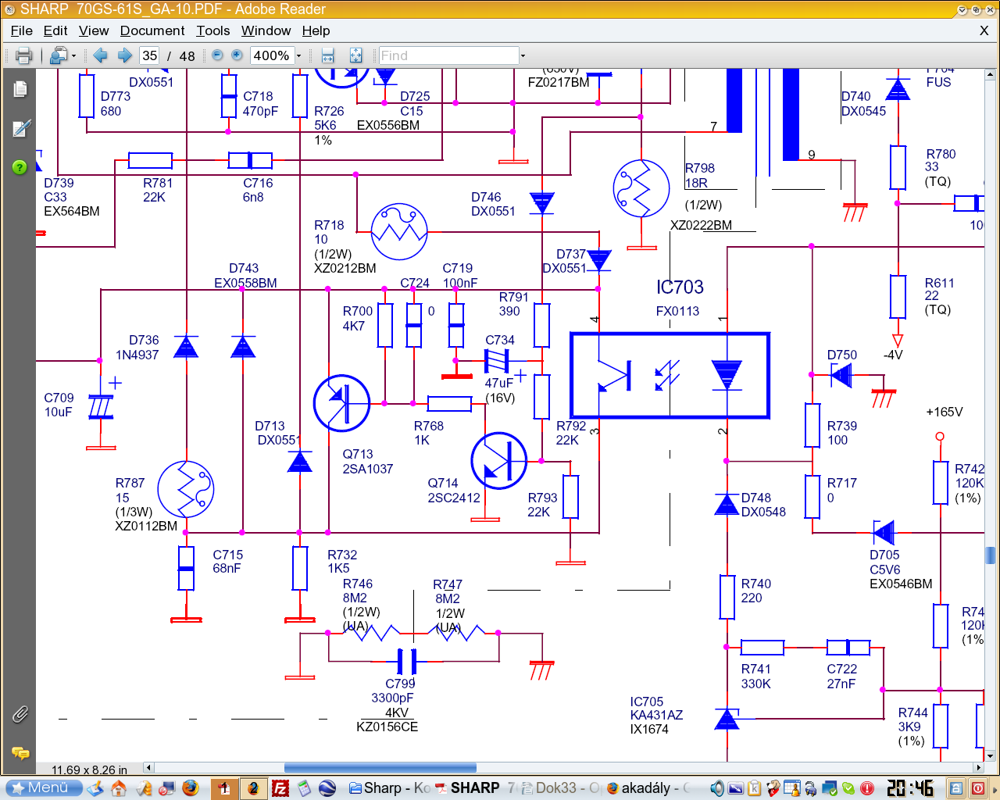 SHARP 70GS-61S_GA-10.PDF - Adobe Reader
File Edit View Document Tools Window Help X
35 / 48 400% Find
DX0551
D773
680
C718
470pF
R726
5K6
1%
D725
C15
EX0556BM
FZ0217BM
7
D740
DX0545
FUS
R780
33
(TQ)
9
D739
C33
EX564BM
R781
22K
C716
6n8
D746
DX0551
R798
18R
(1/2W)
XZ0222BM
R718
10
(1/2W)
XZ0212BM
D737
DX0551
D743
EX0558BM
C724
0
C719
100nF
R791
390
IC703
FX0113
R611
22
(TQ)
-4V
R700
4K7
4
1
D736
1N4937
C734
47uF
(16V)
D750
C709
10uF
+165V
R768
1K
R792
22K
3
2
R739
100
D713
DX0551
Q713
2SA1037
R742
120K
(1%)
R787
15
(1/3W)
XZ0112BM
Q714
2SC2412
R793
22K
D748
DX0548
R717
0
C715
68nF
R732
1K5
D705
C5V6
EX0546BM
R746
8M2
(1/2W)
(UA)
R747
8M2
1/2W
(UA)
R740
220
R741
330K
C722
27nF
C799
3300pF
4KV
KZ0156CE
IC705
KA431AZ
IX1674
R744
3K9
(1%)
11.69 x 8.26 in
Menü 1 2 Sharp - Ko SHARP 7 Dok33 - O akadály - 20:46